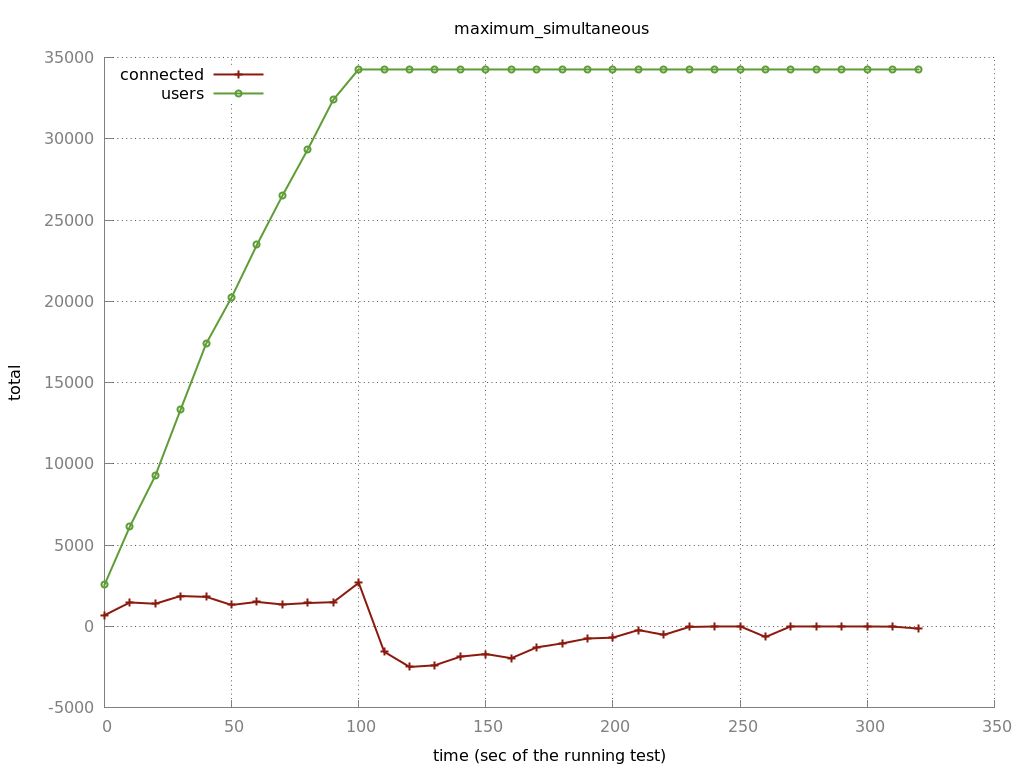 maximum_simultaneous
35000
30000
25000
20000
15000
10000
5000
0
-5000
connected
users
total
0 50 100 150 200 250 300 350
time (sec of the running test)